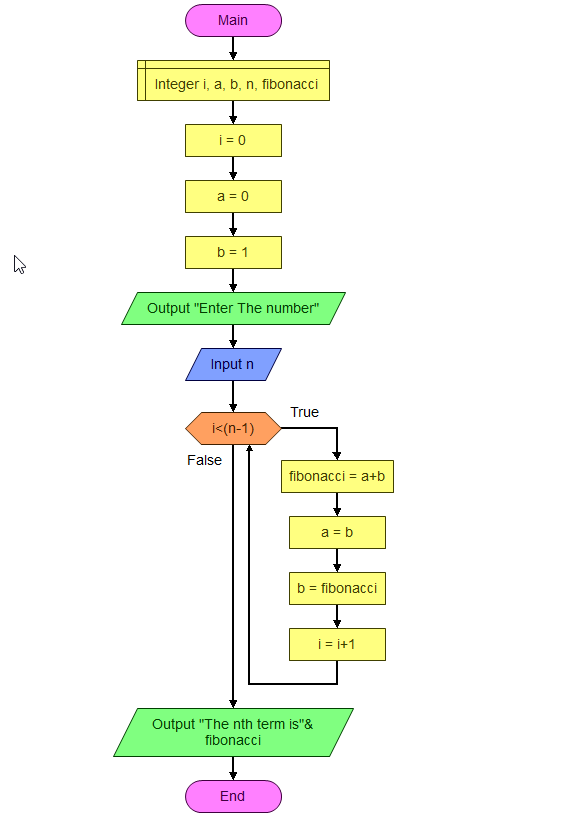 Main
Integer i, a, b, n, fibonacci
i = 0
a = 0
b = 1
Output "Enter The number"
Input n
i<(n-1)
True
False
fibonacci = a+b
a = b
b = fibonacci
i = i+1
Output "The nth term is"&
fibonacci
End